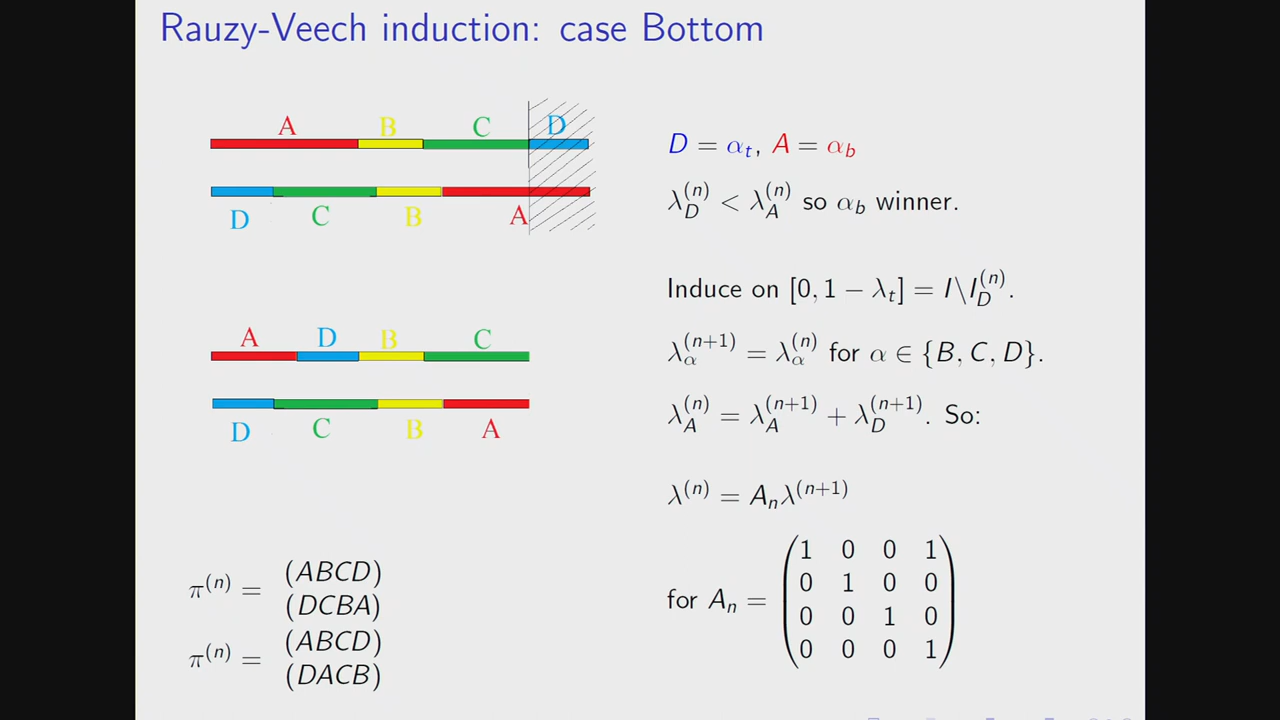 Rauzy-Veech induction: case Bottom
A B C D
D C B A
A D B C
D C B A
π^(n) = (ABCD)
(DCBA)
π^(n) = (ABCD)
(DACB)
D = α_t, A = α_b
λ_D^(n) < λ_A^(n) so α_b winner.
Induce on [0, 1 − λ_t] = I\I_D^(n).
λ_α^(n+1) = λ_α^(n) for α ∈ {B, C, D}.
λ_A^(n) = λ_A^(n+1) + λ_D^(n+1). So:
λ^(n) = A_n λ^(n+1)
for A_n =
1 0 0 1
0 1 0 0
0 0 1 0
0 0 0 1